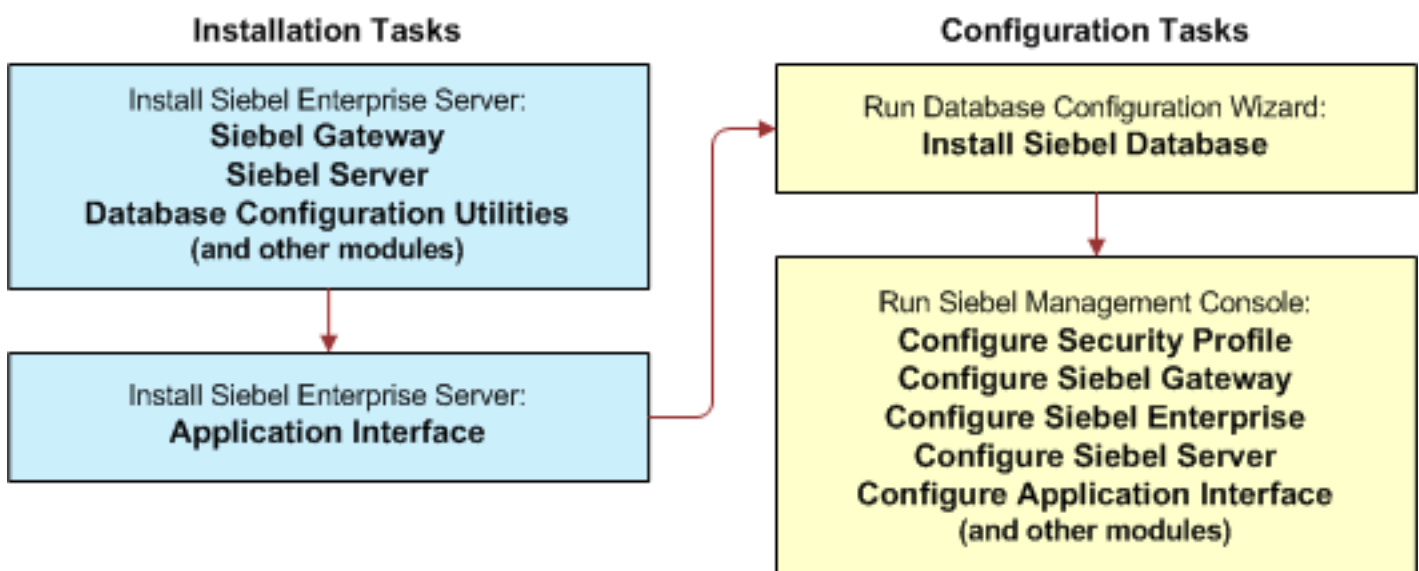 Installation Tasks
Install Siebel Enterprise Server:
Siebel Gateway
Siebel Server
Database Configuration Utilities
(and other modules)
Install Siebel Enterprise Server:
Application Interface
Configuration Tasks
Run Database Configuration Wizard:
Install Siebel Database
Run Siebel Management Console:
Configure Security Profile
Configure Siebel Gateway
Configure Siebel Enterprise
Configure Siebel Server
Configure Application Interface
(and other modules)